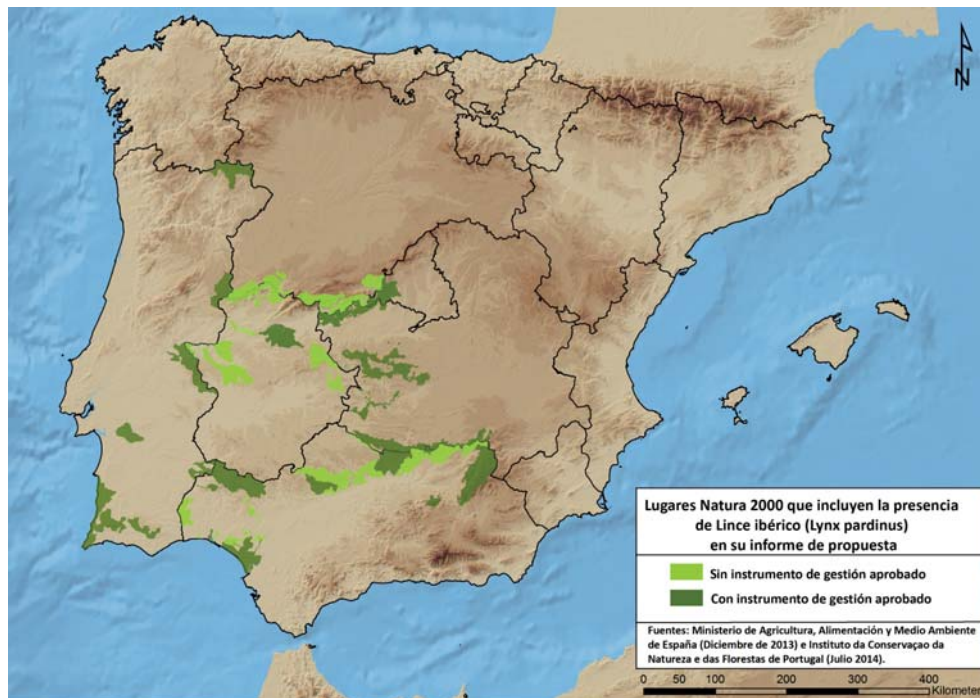 N
Lugares Natura 2000 que incluyen la presencia
de Lince ibérico (Lynx pardinus)
en su informe de propuesta
Sin instrumento de gestión aprobado
Con instrumento de gestión aprobado
Fuentes: Ministerio de Agricultura, Alimentación y Medio Ambiente
de España (Diciembre de 2013) e Instituto da Conservaçao da
Natureza e das Florestas de Portugal (Julio 2014).
0 50 100 200 300 400
Kilometer